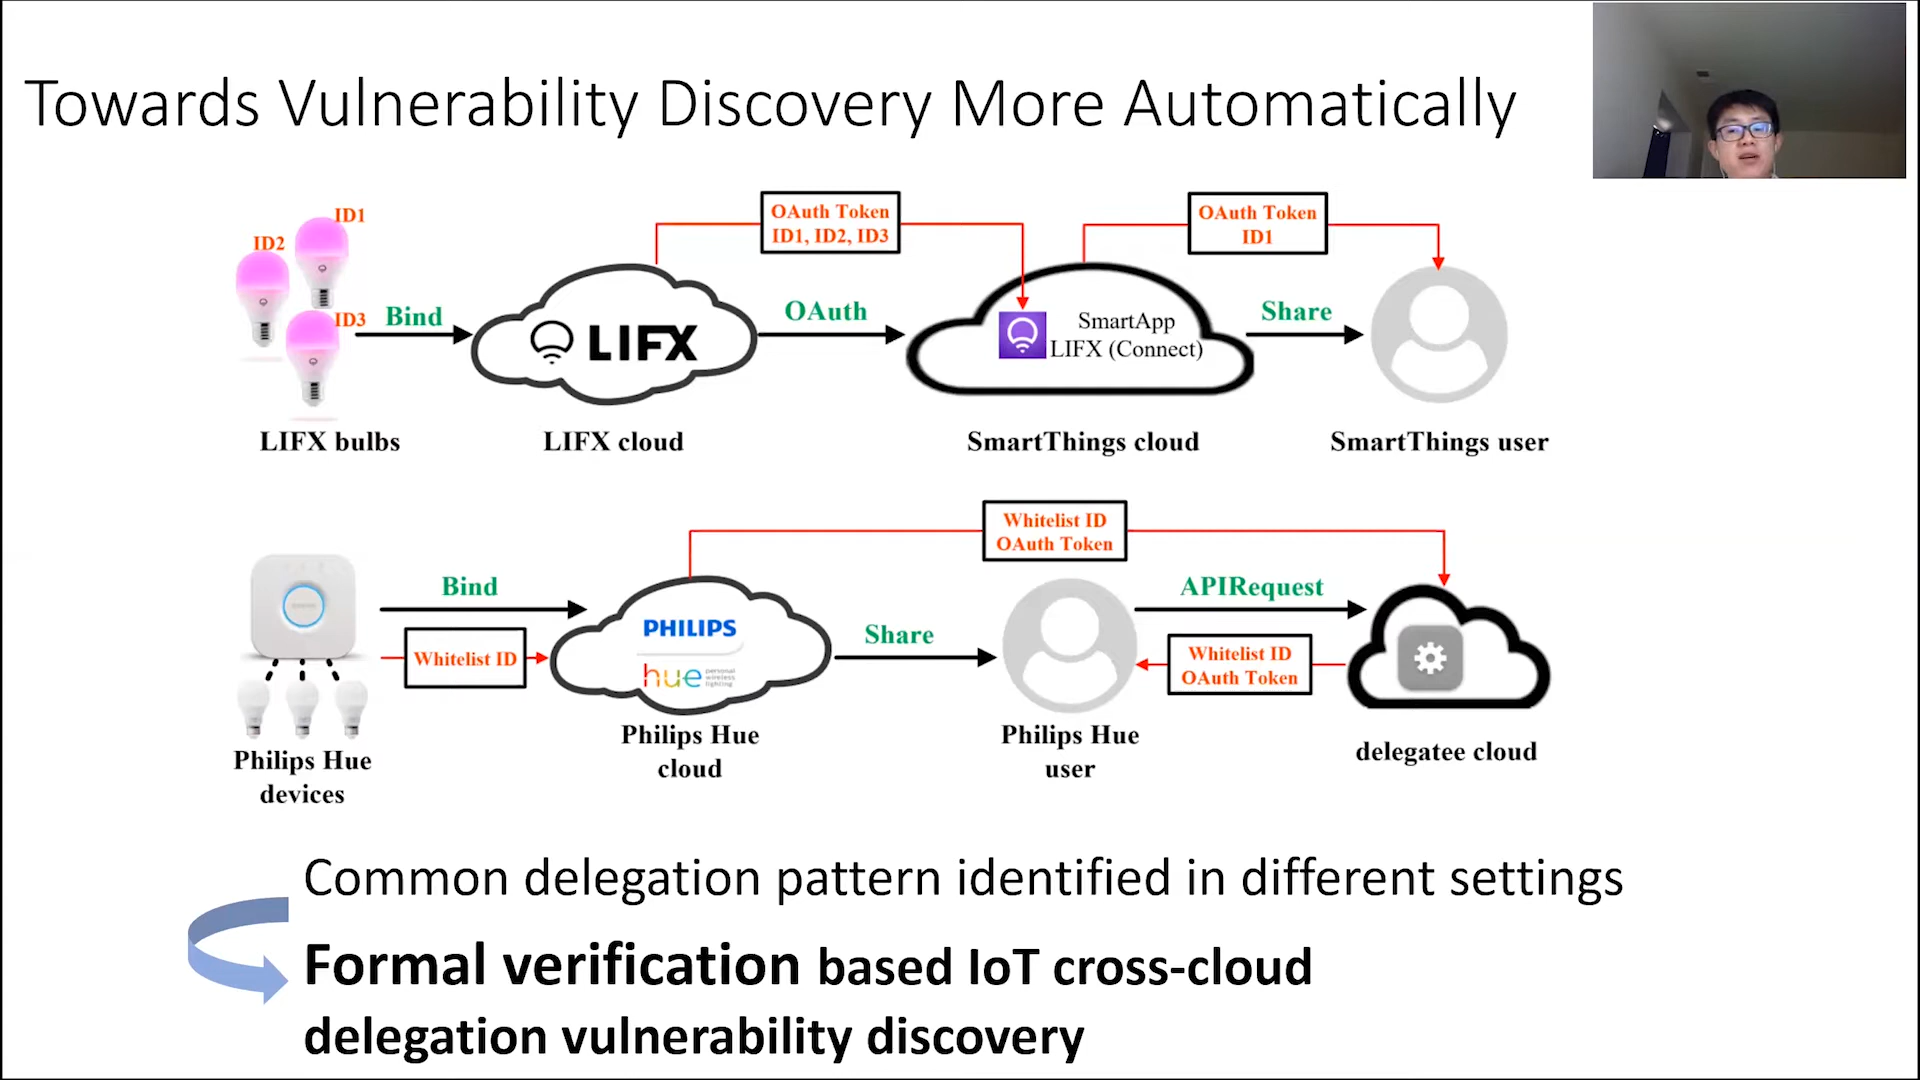 Towards Vulnerability Discovery More Automatically
ID1
ID2
ID3
Bind
LIFX
OAuth Token
ID1, ID2, ID3
OAuth
SmartApp
LIFX (Connect)
OAuth Token
ID1
Share
LIFX bulbs
LIFX cloud
SmartThings cloud
SmartThings user
Whitelist ID
OAuth Token
Bind
Whitelist ID
PHILIPS
hue personal wireless lighting
Share
APIRequest
Whitelist ID
OAuth Token
Philips Hue
devices
Philips Hue
cloud
Philips Hue
user
delegatee cloud
Common delegation pattern identified in different settings
Formal verification based IoT cross-cloud
delegation vulnerability discovery